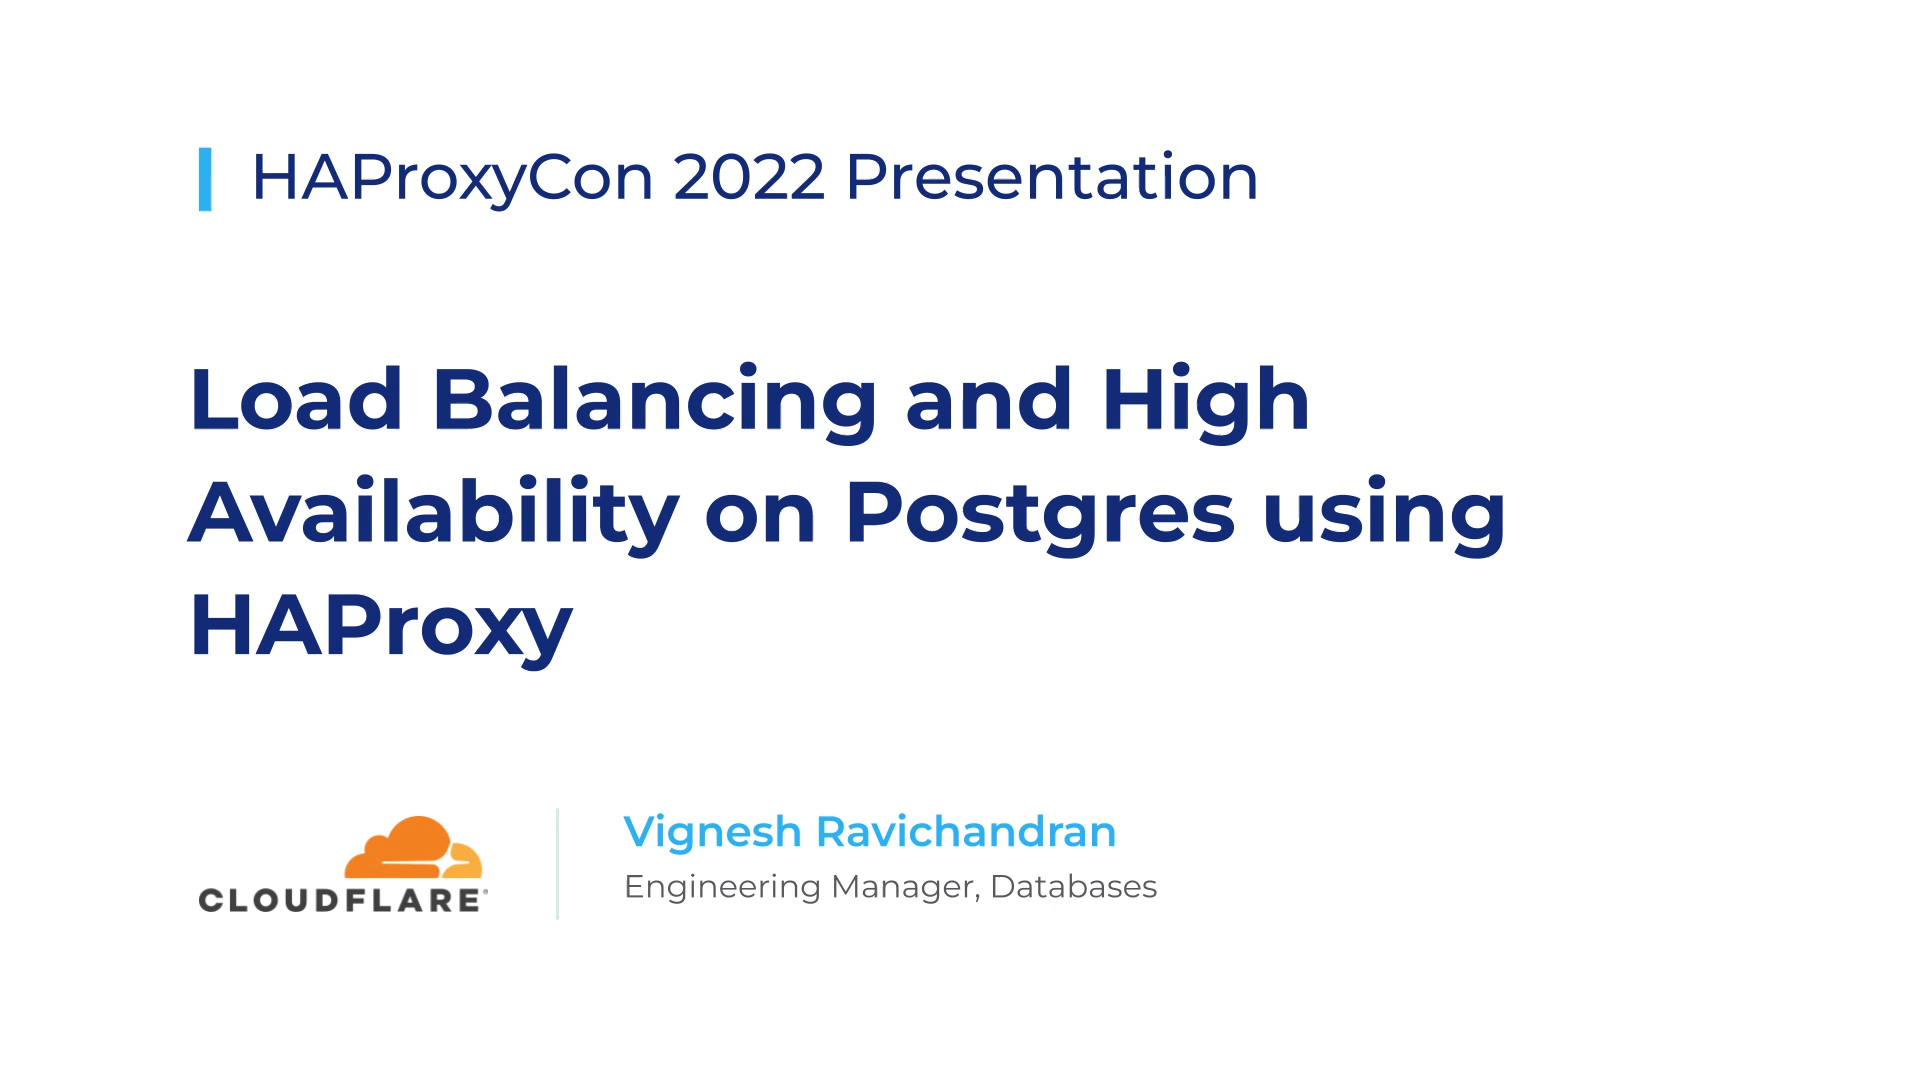 HAProxyCon 2022 Presentation
Load Balancing and High
Availability on Postgres using
HAProxy
CLOUDFLARE®
Vignesh Ravichandran
Engineering Manager, Databases